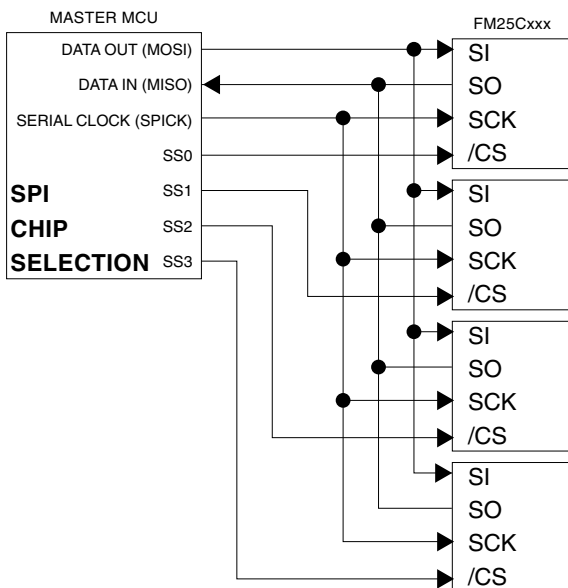 MASTER MCU
DATA OUT (MOSI)
DATA IN (MISO)
SERIAL CLOCK (SPICK)
SS0
SPI SS1
CHIP SS2
SELECTION SS3
FM25Cxxx
SI
SO
SCK
/CS
SI
SO
SCK
/CS
SI
SO
SCK
/CS
SI
SO
SCK
/CS